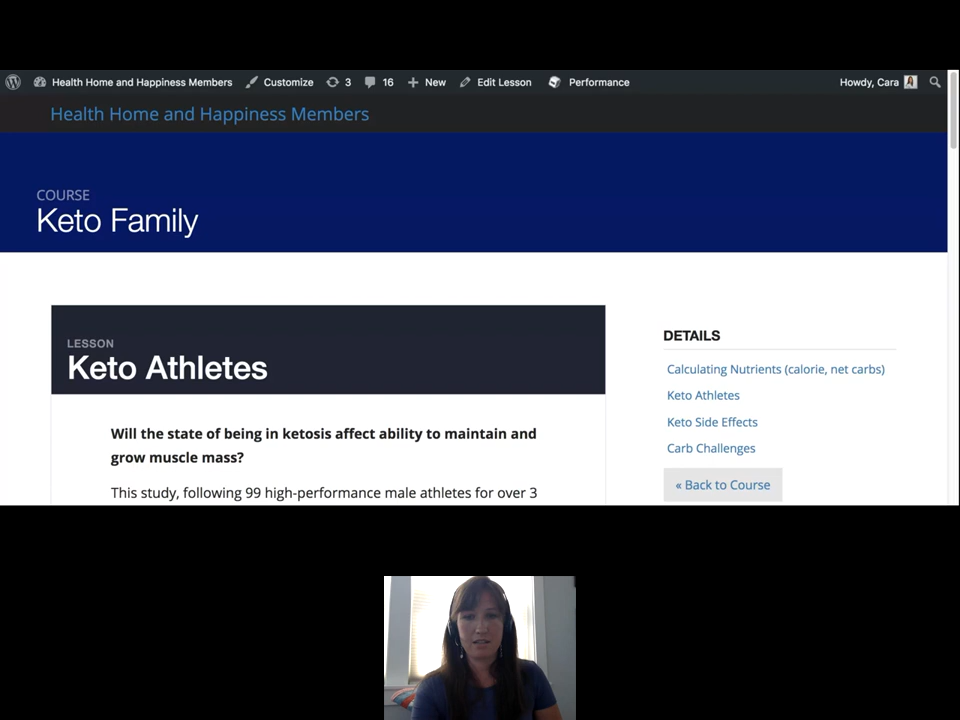 Health Home and Happiness Members Customize 3 16 New Edit Lesson Performance Howdy, Cara
Health Home and Happiness Members
COURSE
Keto Family
LESSON
Keto Athletes
Will the state of being in ketosis affect ability to maintain and
grow muscle mass?
This study, following 99 high-performance male athletes for over 3
DETAILS
Calculating Nutrients (calorie, net carbs)
Keto Athletes
Keto Side Effects
Carb Challenges
« Back to Course